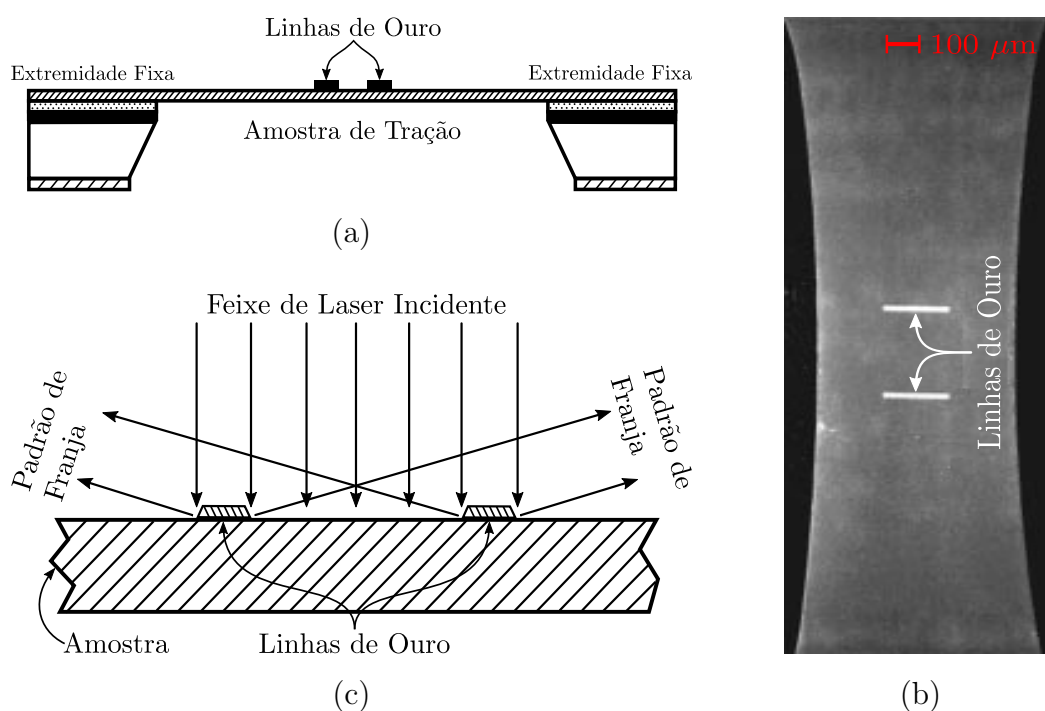 Linhas de Ouro
Extremidade Fixa
Extremidade Fixa
Amostra de Tração
(a)
Feixe de Laser Incidente
Padrão de
Franja
Padrão de
Franja
Amostra
Linhas de Ouro
(c)
100 μm
Linhas de Ouro
(b)